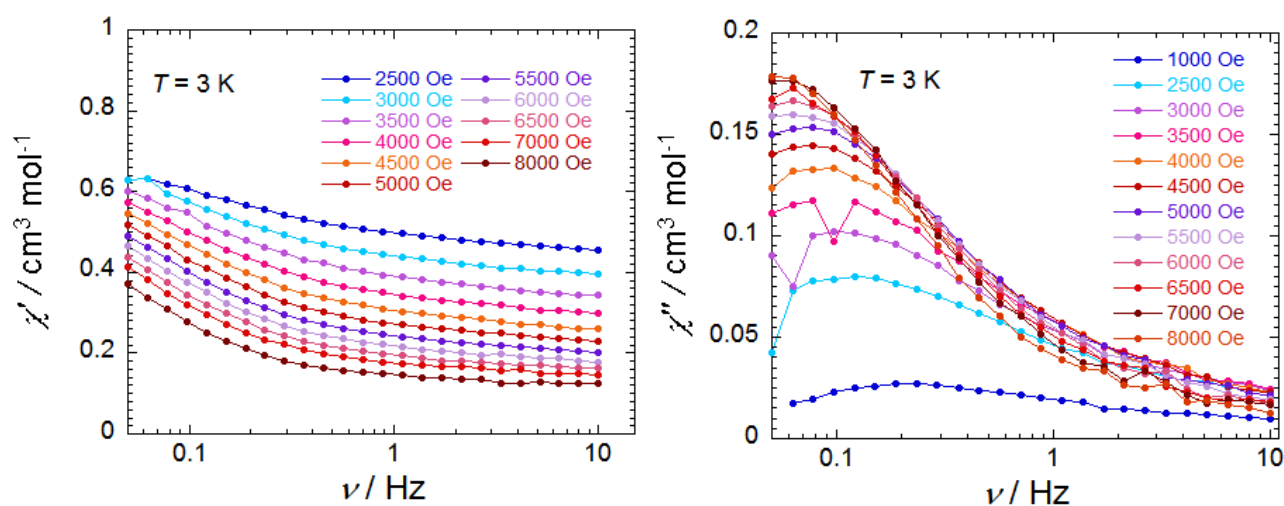 1
0.8
0.6
0.4
0.2
0
χ' / cm³ mol⁻¹
T = 3 K
2500 Oe
3000 Oe
3500 Oe
4000 Oe
4500 Oe
5000 Oe
5500 Oe
6000 Oe
6500 Oe
7000 Oe
8000 Oe
0.1
1
10
ν / Hz
0.2
0.15
0.1
0.05
0
χ'' / cm³ mol⁻¹
T = 3 K
1000 Oe
2500 Oe
3000 Oe
3500 Oe
4000 Oe
4500 Oe
5000 Oe
5500 Oe
6000 Oe
6500 Oe
7000 Oe
8000 Oe
0.1
1
10
ν / Hz